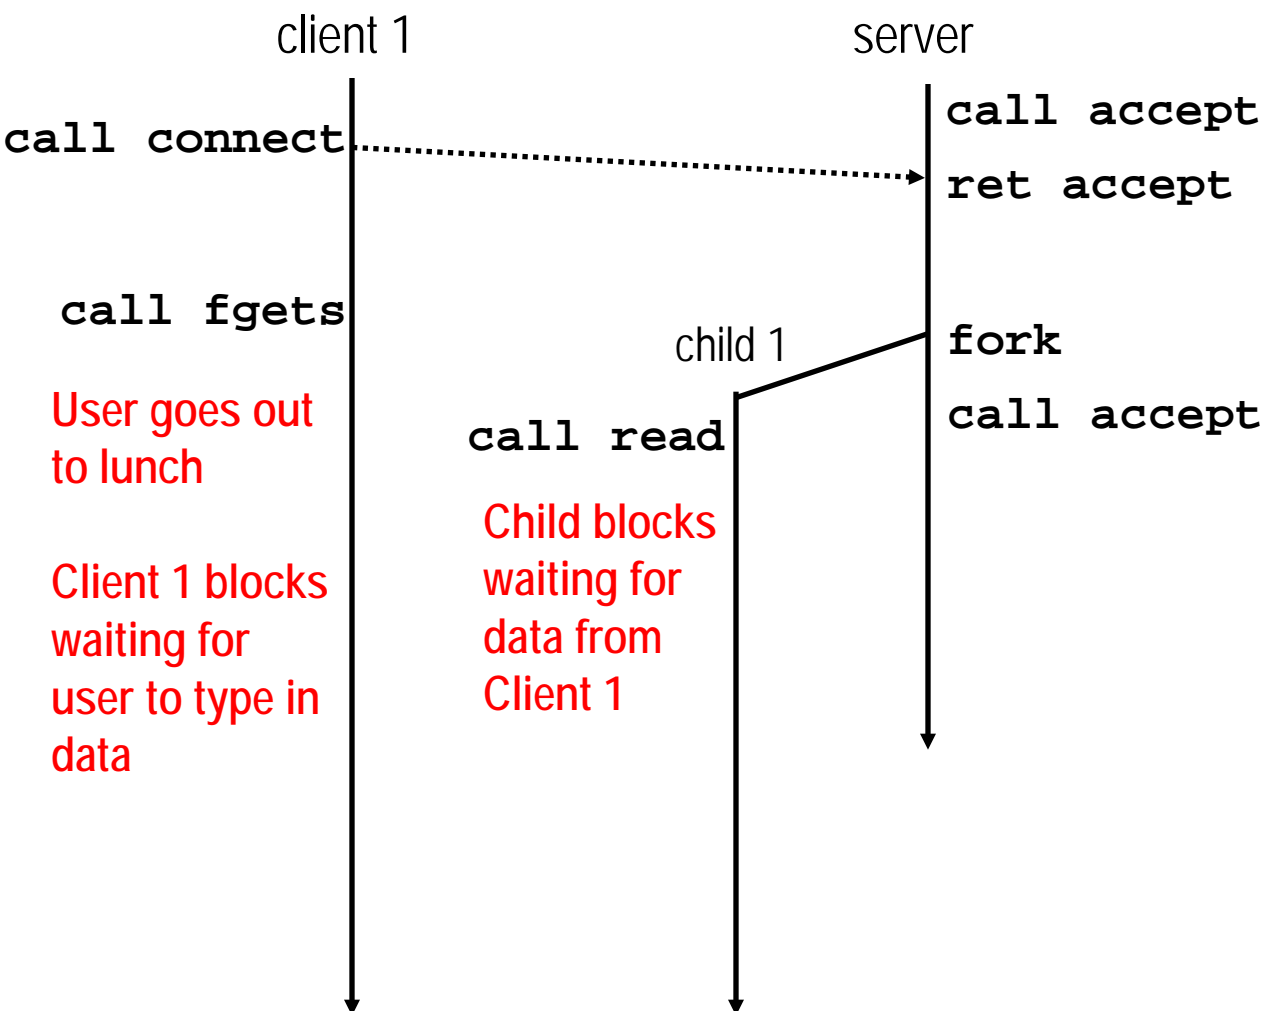 client 1
server
call connect
call accept
ret accept
call fgets
child 1
fork
call accept
User goes out
to lunch
call read
Client 1 blocks
waiting for
user to type in
data
Child blocks
waiting for
data from
Client 1